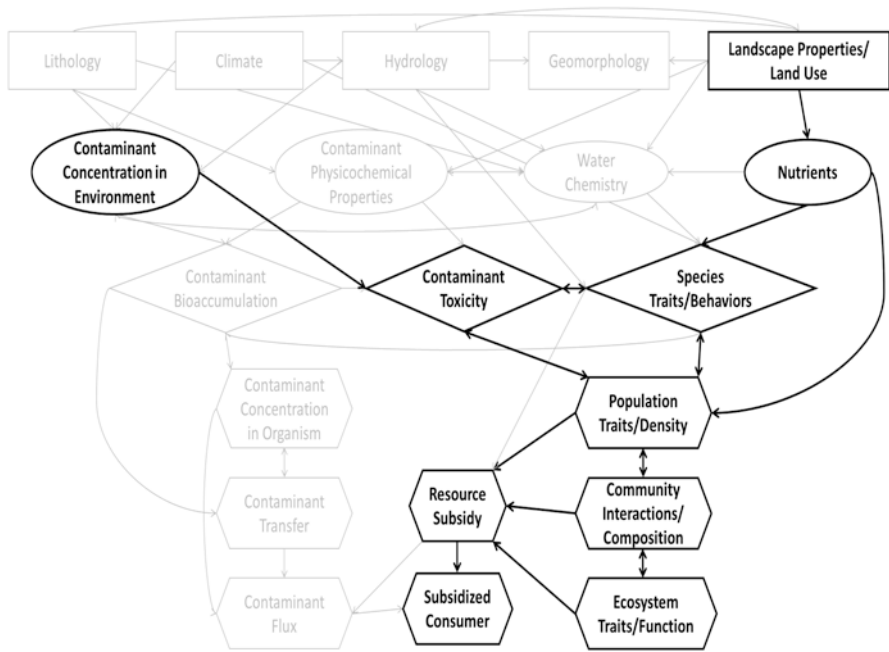 Lithology
Climate
Hydrology
Geomorphology
Landscape Properties/
Land Use
Contaminant
Concentration in
Environment
Contaminant
Physicochemical
Properties
Water
Chemistry
Nutrients
Contaminant
Bioaccumulation
Contaminant
Toxicity
Species
Traits/Behaviors
Contaminant
Concentration
in Organism
Population
Traits/Density
Contaminant
Transfer
Resource
Subsidy
Community
Interactions/
Composition
Contaminant
Flux
Subsidized
Consumer
Ecosystem
Traits/Function